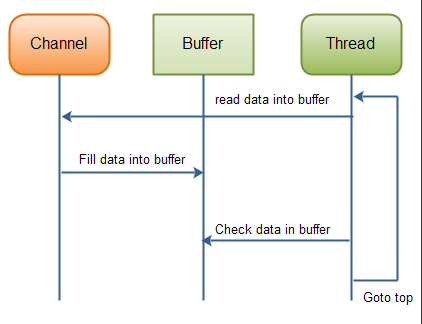 Channel
Buffer
Thread
read data into buffer
Fill data into buffer
Check data in buffer
Goto top